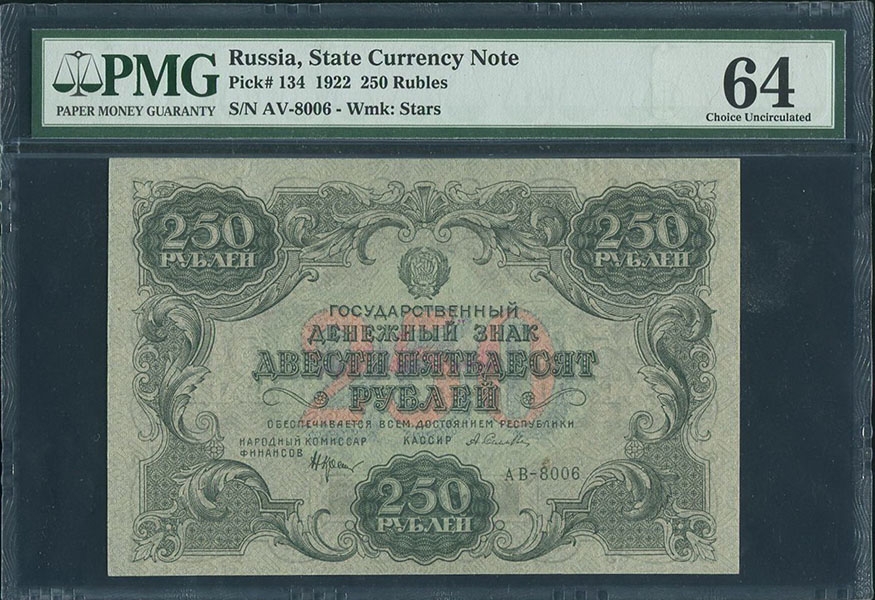 PMG
PAPER MONEY GUARANTY
Russia, State Currency Note
Pick# 134 1922 250 Rubles
S/N AV-8006 - Wmk: Stars
64
Choice Uncirculated
250
РУБЛЕЙ
250
РУБЛЕЙ
ГОСУДАРСТВЕННЫЙ
ДЕНЕЖНЫЙ ЗНАК
250
ДВЕСТИ ПЯТЬДЕСЯТ
РУБЛЕЙ
ОБЕСПЕЧИВАЕТСЯ ВСЕМ ДОСТОЯНИЕМ РЕСПУБЛИКИ
НАРОДНЫЙ КОМИССАР
ФИНАНСОВ
КАССИР
АВ-8006
250
РУБЛЕЙ